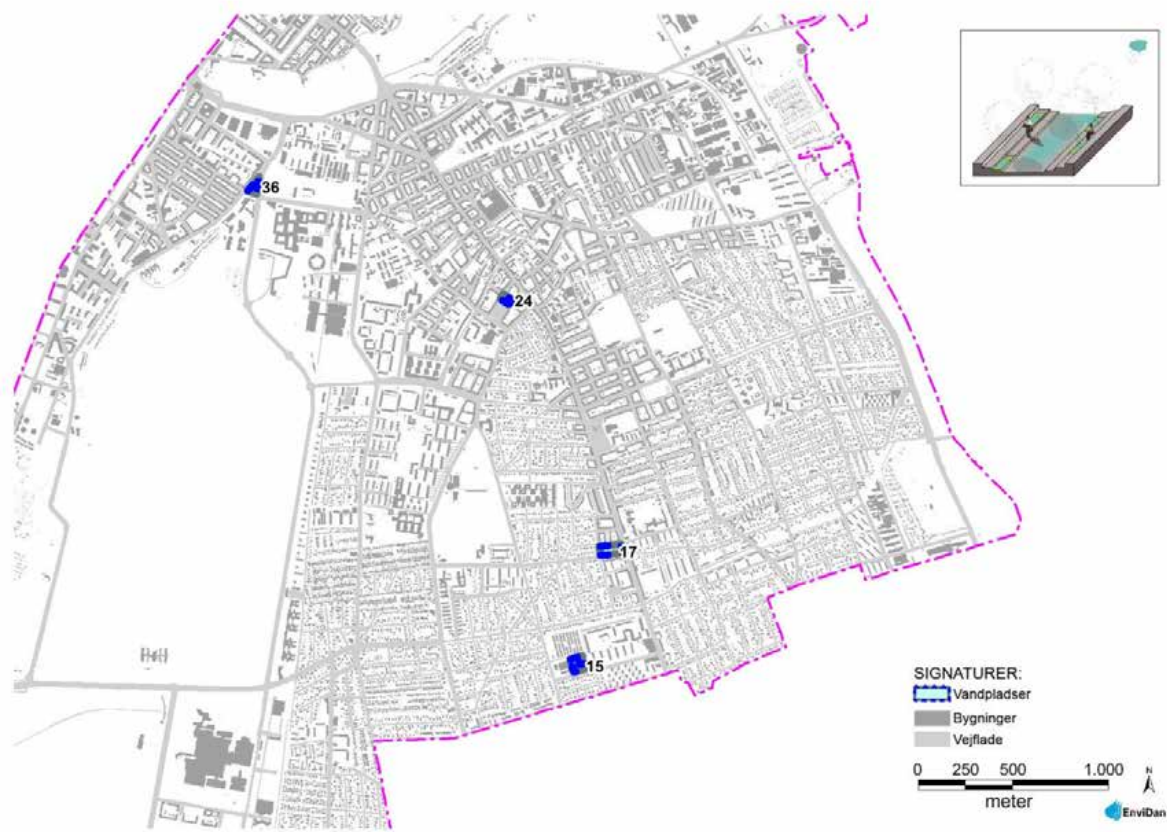 36
24
17
15
SIGNATURER:
Vandpladser
Bygninger
Vejflade
0 250 500 1.000
meter
N
EnviDan